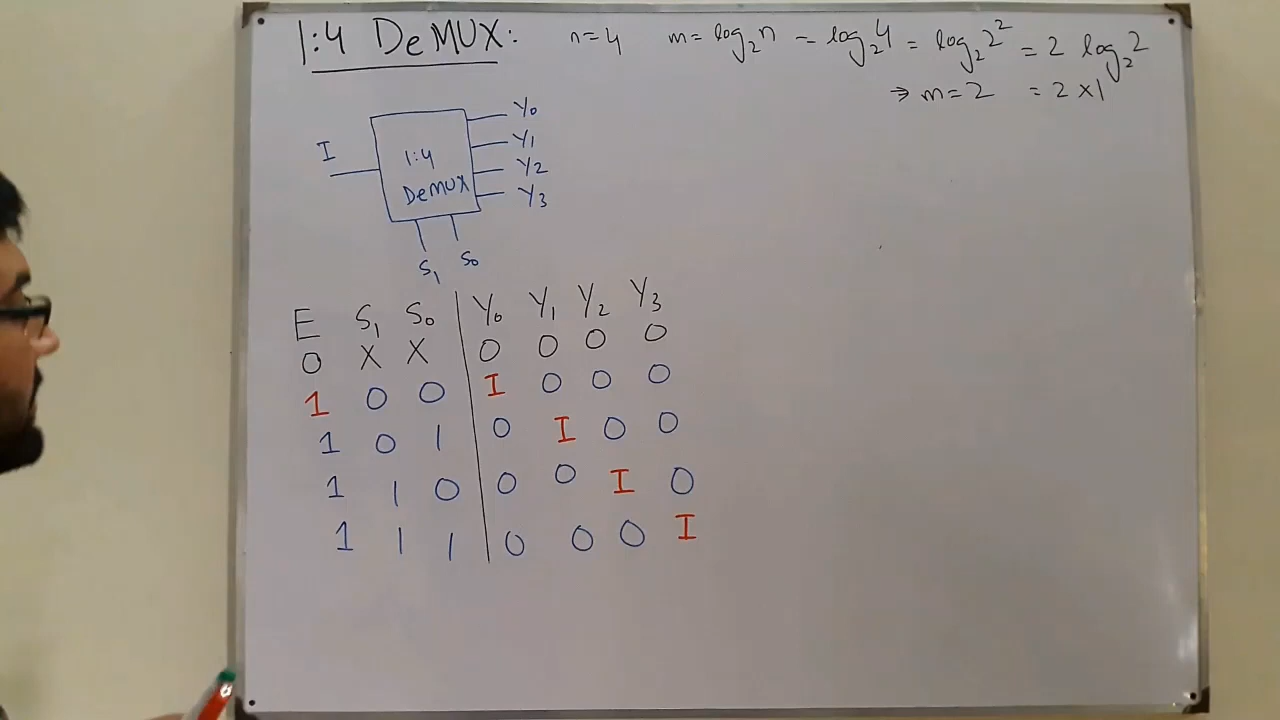 1:4 DeMUX: n=4 m=log₂n = log₂4 = log₂2² = 2 log₂2
⇒ m=2 = 2×1
Y₀
I 1:4 Y₁
DeMUX Y₂
Y₃
S₁ S₀
E S₁ S₀ Y₀ Y₁ Y₂ Y₃
0 X X 0 0 0 0
1 0 0 I 0 0 0
1 0 1 0 I 0 0
1 1 0 0 0 I 0
1 1 1 0 0 0 I